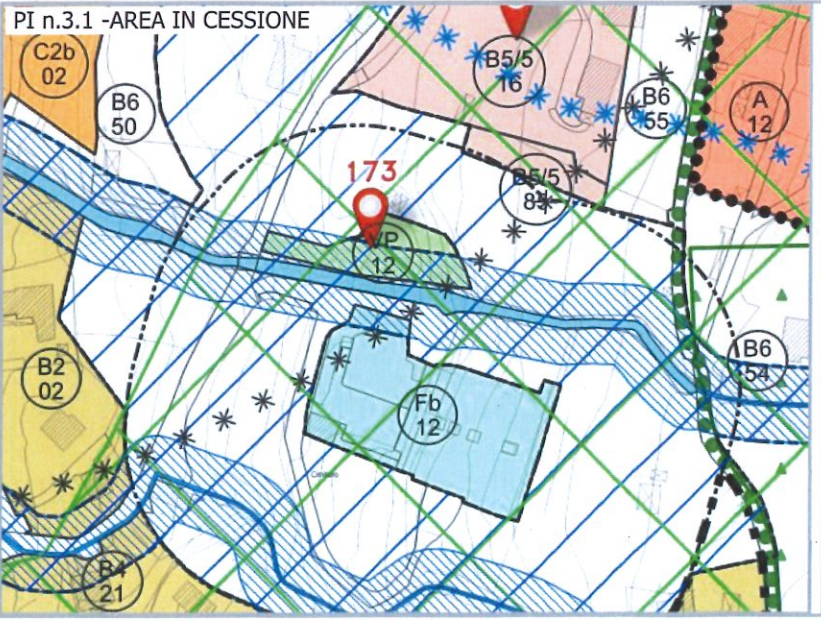 PI n.3.1 -AREA IN CESSIONE
C2b
02
B6
50
B5/5
16
B6
55
A
12
173
B5/5
VP
12
B6
54
B2
02
Fb
12
B4
21